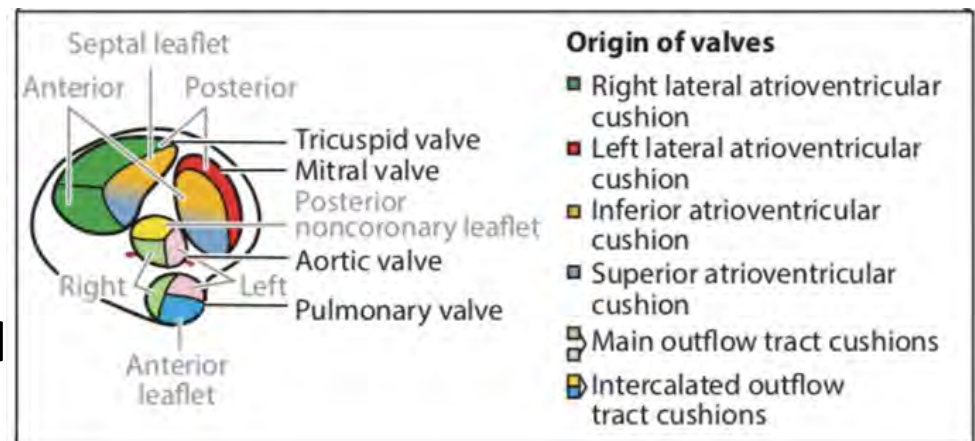 Septal leaflet
Anterior
Posterior
Tricuspid valve
Mitral valve
Posterior
noncoronary leaflet
Aortic valve
Right
Left
Pulmonary valve
Anterior
leaflet
Origin of valves
Right lateral atrioventricular
cushion
Left lateral atrioventricular
cushion
Inferior atrioventricular
cushion
Superior atrioventricular
cushion
Main outflow tract cushions
Intercalated outflow
tract cushions